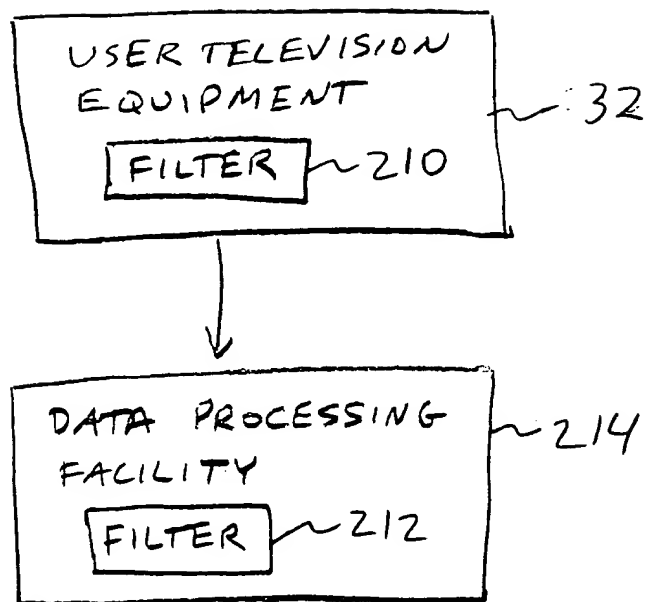 USER TELEVISION
EQUIPMENT
32
FILTER 210
DATA PROCESSING
214
FACILITY
FILTER 212